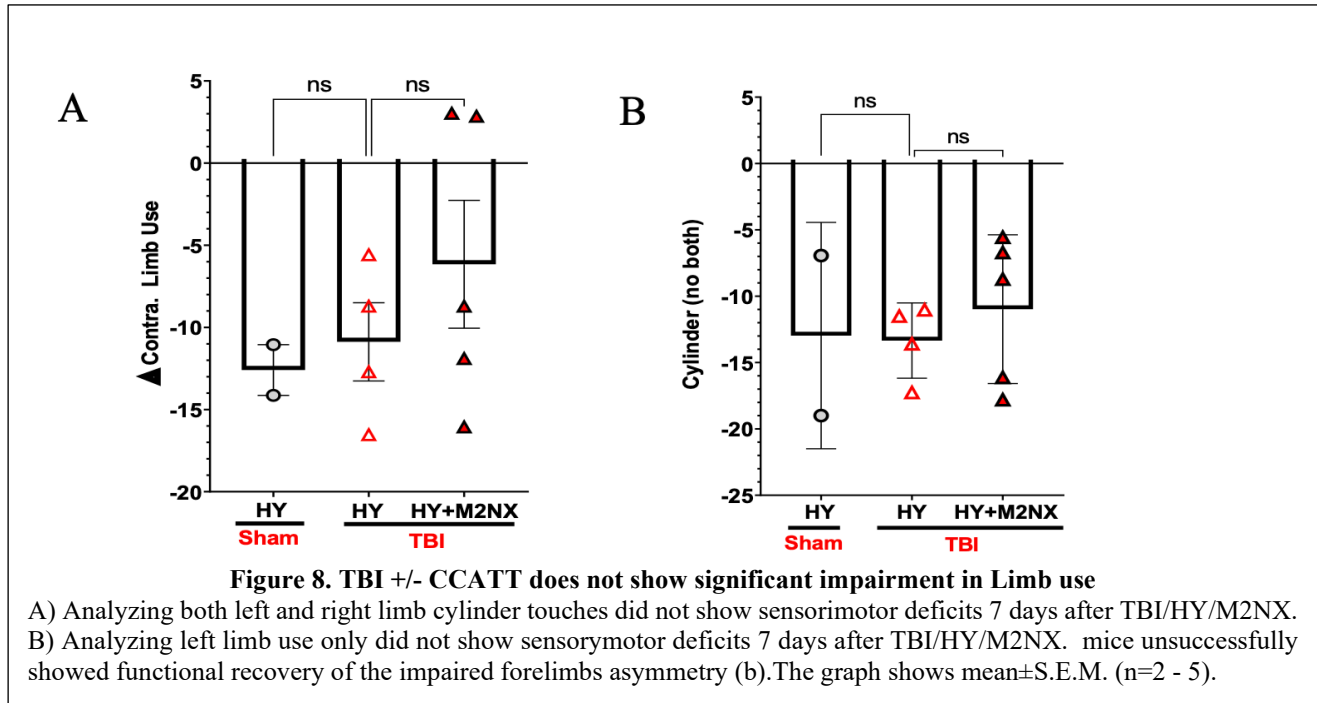 A
ns
ns
5
0
-5
-10
-15
-20
▲Contra. Limb Use
HY
HY
HY+M2NX
Sham
TBI
B
ns
ns
5
0
-5
-10
-15
-20
-25
Cylinder (no both)
HY
HY
HY+M2NX
Sham
TBI
Figure 8. TBI +/- CCATT does not show significant impairment in Limb use
A) Analyzing both left and right limb cylinder touches did not show sensorimotor deficits 7 days after TBI/HY/M2NX.
B) Analyzing left limb use only did not show sensorymotor deficits 7 days after TBI/HY/M2NX. mice unsuccessfully
showed functional recovery of the impaired forelimbs asymmetry (b).The graph shows mean±S.E.M. (n=2 - 5).